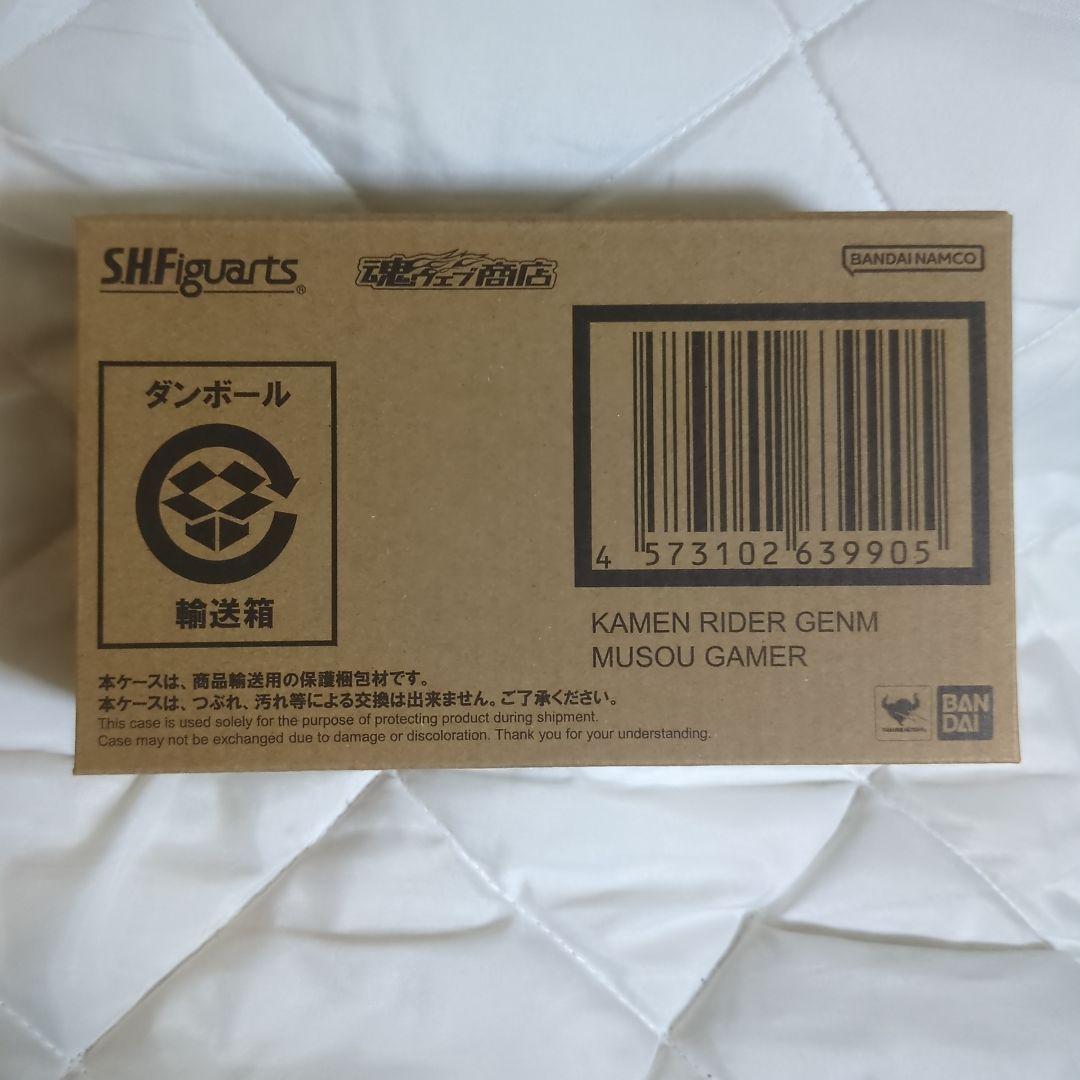 S.H.Figuarts®
魂ウェブ商店
BANDAI NAMCO
ダンボール
輸送箱
4 573102 639905
KAMEN RIDER GENM
MUSOU GAMER
本ケースは、商品輸送用の保護梱包材です。
本ケースは、つぶれ、汚れ等による交換は出来ません。ご了承ください。
This case is used solely for the purpose of protecting product during shipment.
Case may not be exchanged due to damage or discoloration. Thank you for your understanding.
BAN
DAI